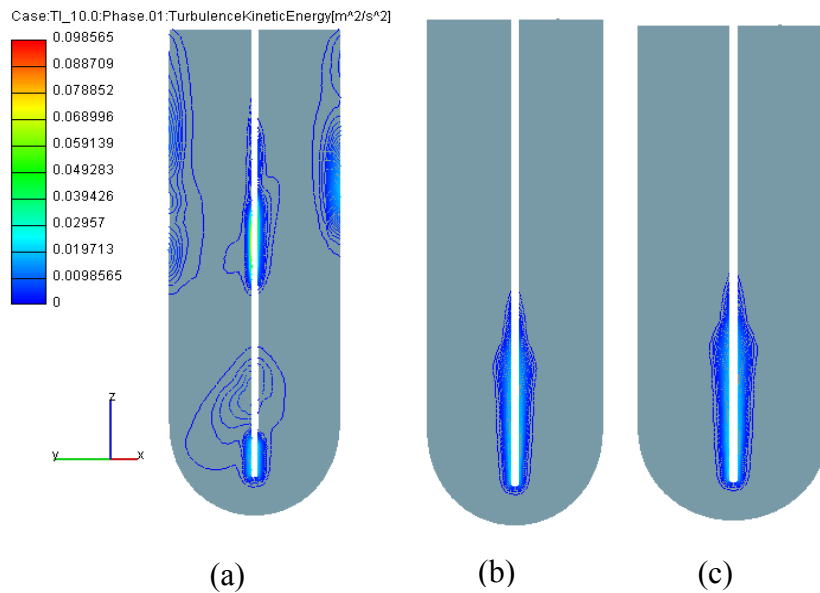 Case:TI_10.0:Phase.01:TurbulenceKineticEnergy[m^2/s^2]
0.098565
0.088709
0.078852
0.068996
0.059139
0.049283
0.039426
0.02957
0.019713
0.0098565
0
z
y
x
(a)
(b)
(c)